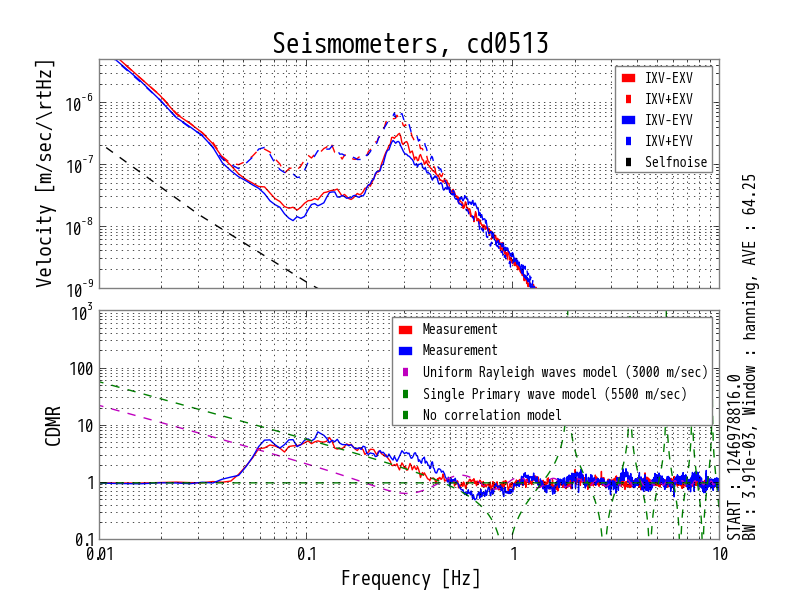 Seismometers, cd0513
Velocity [m/sec/\rtHz]
10^-6
10^-7
10^-8
10^-9
IXV-EXV
IXV+EXV
IXV-EYV
IXV+EYV
Selfnoise
CDMR
10^3
100
10
1
0.1
Measurement
Measurement
Uniform Rayleigh waves model (3000 m/sec)
Single Primary wave model (5500 m/sec)
No correlation model
0.01
0.1
1
10
Frequency [Hz]
START : 1246978816.0
BW : 3.91e-03, Window : hanning, AVE : 64.25